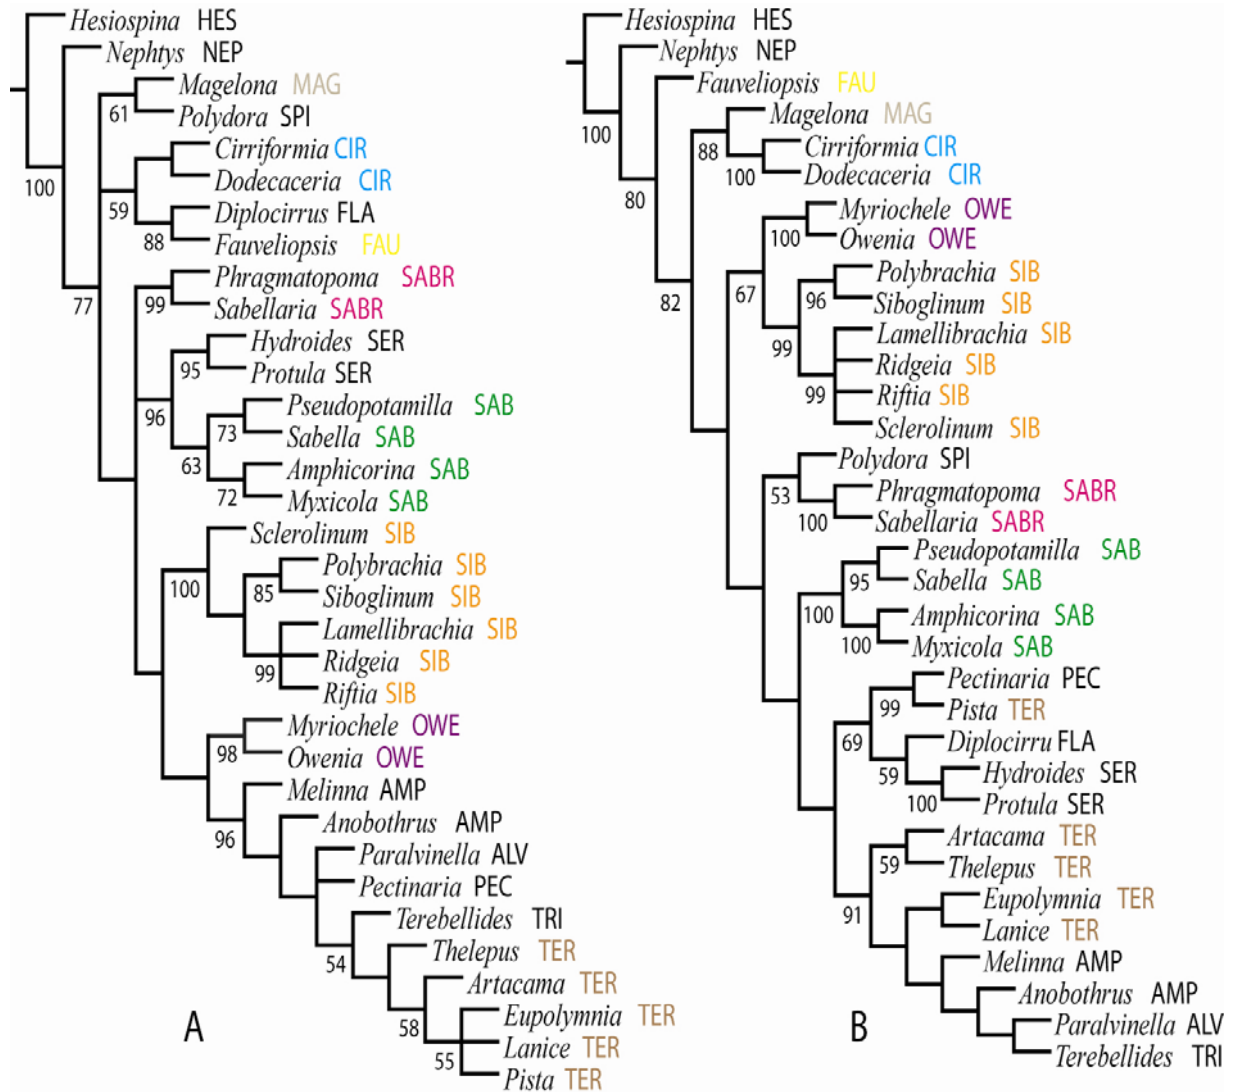 Hesiospina HES
Nephtys NEP
Magelona MAG
61
Polydora SPI
Cirriformia CIR
100
Dodecaceria CIR
59
Diplocirrus FLA
88
Fauveliopsis FAU
Phragmatopoma SABR
77
99
Sabellaria SABR
Hydroides SER
95
Protula SER
96
Pseudopotamilla SAB
73
Sabella SAB
63
Amphicorina SAB
72
Myxicola SAB
Sclerolinum SIB
Polybrachia SIB
100
85
Siboglinum SIB
Lamellibrachia SIB
Ridgeia SIB
99
Riftia SIB
Myriochele OWE
98
Owenia OWE
Melinna AMP
96
Anobothrus AMP
Paralvinella ALV
Pectinaria PEC
Terebellides TRI
54
Thelepus TER
Artacama TER
58
Eupolymnia TER
55
Lanice TER
Pista TER
A
Hesiospina HES
Nephtys NEP
Fauveliopsis FAU
100
Magelona MAG
88
Cirriformia CIR
100
Dodecaceria CIR
80
Myriochele OWE
100
Owenia OWE
Polybrachia SIB
82
67
96
Siboglinum SIB
Lamellibrachia SIB
99
Ridgeia SIB
99
Riftia SIB
Sclerolinum SIB
Polydora SPI
53
Phragmatopoma SABR
100
Sabellaria SABR
Pseudopotamilla SAB
95
Sabella SAB
100
Amphicorina SAB
100
Myxicola SAB
Pectinaria PEC
99
Pista TER
69
Diplocirru FLA
59
Hydroides SER
100
Protula SER
Artacama TER
59
Thelepus TER
Eupolymnia TER
91
Lanice TER
Melinna AMP
Anobothrus AMP
Paralvinella ALV
Terebellides TRI
B